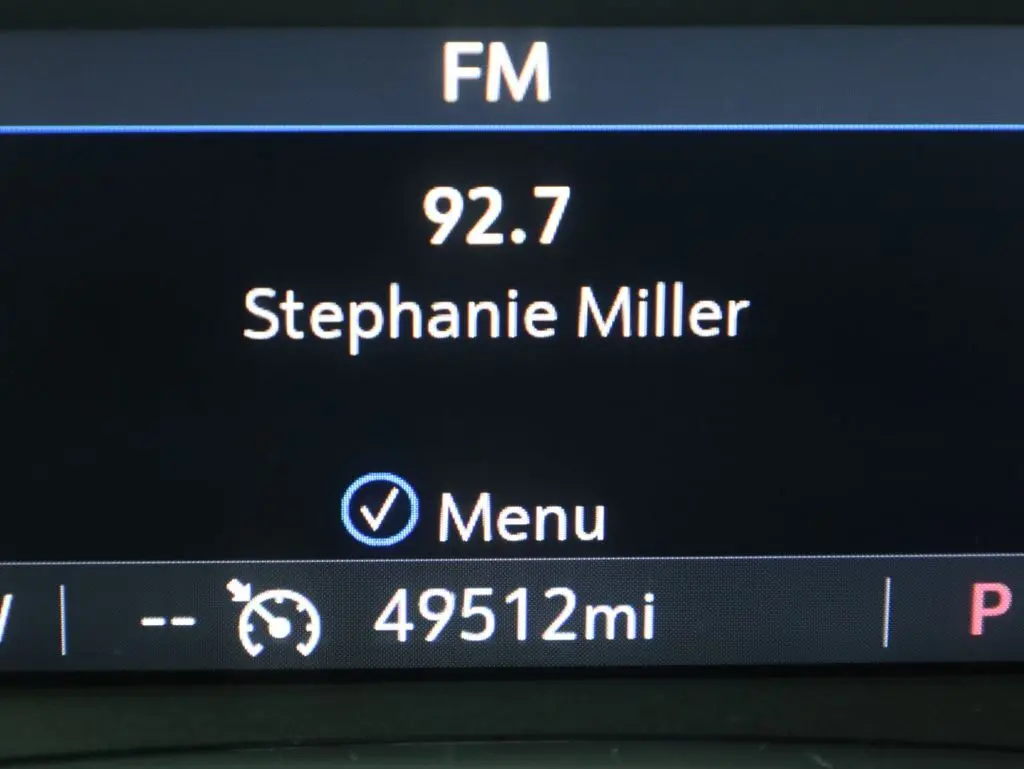 FM
92.7
Stephanie Miller
Menu
-- 49512mi P